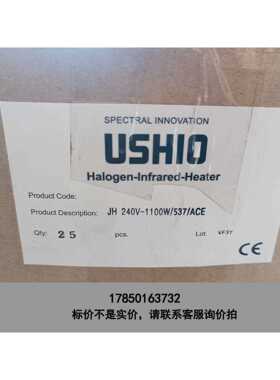 SPECTRAL INNOVATION
USHIO
Halogen-Infrared-Heater
Product Code:
Product Description: JH 240V-1100W/537/ACE
Qty: 25 pcs. Lot: VF3Y
CE
17850163732
标价不是实价，请联系客服询价拍